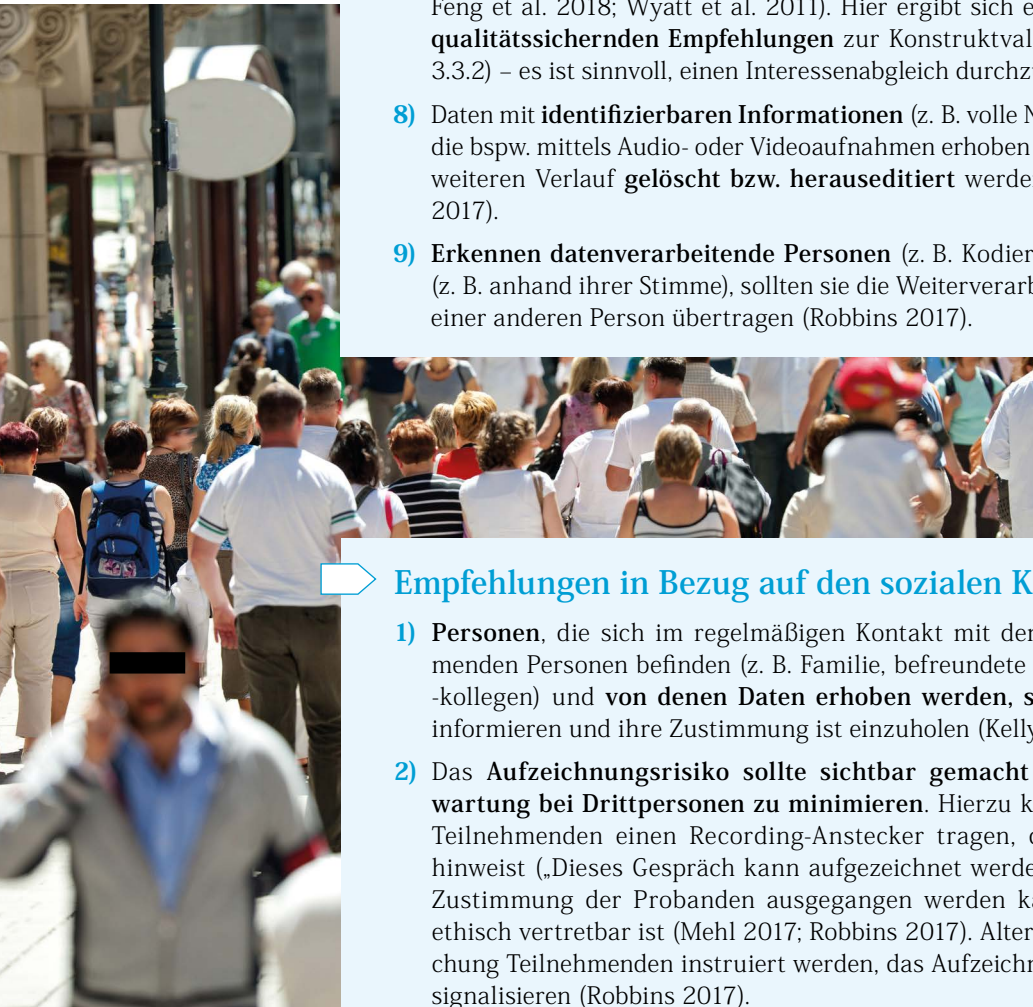 Feng et al. 2018; Wyatt et al. 2011). Hier ergibt sich
qualitätssichernden Empfehlungen zur Konstruktval
3.3.2) – es ist sinnvoll, einen Interessenabgleich durchz
8) Daten mit identifizierbaren Informationen (z. B. volle N
die bspw. mittels Audio- oder Videoaufnahmen erhoben
weiteren Verlauf gelöscht bzw. herauseditiert werde
2017).
9) Erkennen datenverarbeitende Personen (z. B. Kodier
(z. B. anhand ihrer Stimme), sollten sie die Weiterverarb
einer anderen Person übertragen (Robbins 2017).
Empfehlungen in Bezug auf den sozialen K
1) Personen, die sich im regelmäßigen Kontakt mit der
menden Personen befinden (z. B. Familie, befreundete
-kollegen) und von denen Daten erhoben werden, s
informieren und ihre Zustimmung ist einzuholen (Kelly
2) Das Aufzeichnungsrisiko sollte sichtbar gemacht
wartung bei Drittpersonen zu minimieren. Hierzu k
Teilnehmenden einen Recording-Anstecker tragen, d
hinweist („Dieses Gespräch kann aufgezeichnet werde
Zustimmung der Probanden ausgegangen werden ka
ethisch vertretbar ist (Mehl 2017; Robbins 2017). Alter
chung Teilnehmenden instruiert werden, das Aufzeichn
signalisieren (Robbins 2017).